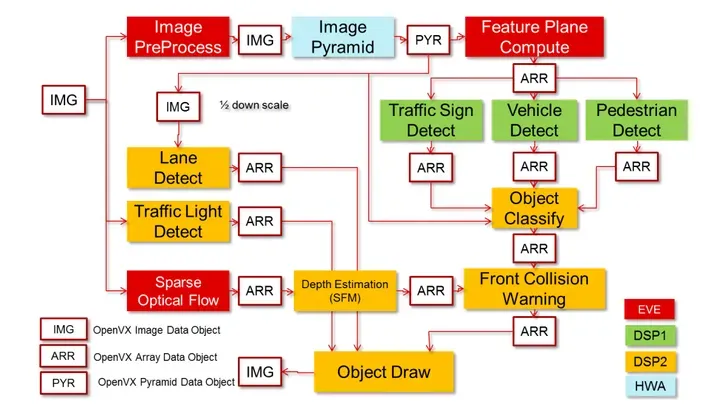 Image
PreProcess
IMG
Image
Pyramid
PYR
Feature Plane
Compute
IMG
ARR
IMG
½ down scale
Traffic Sign
Detect
Vehicle
Detect
Pedestrian
Detect
Lane
Detect
ARR
ARR
ARR
ARR
Traffic Light
Detect
ARR
Object
Classify
ARR
Sparse
Optical Flow
ARR
Depth Estimation
(SFM)
ARR
Front Collision
Warning
ARR
Object Draw
IMG
IMG
OpenVX Image Data Object
ARR
OpenVX Array Data Object
PYR
OpenVX Pyramid Data Object
EVE
DSP1
DSP2
HWA